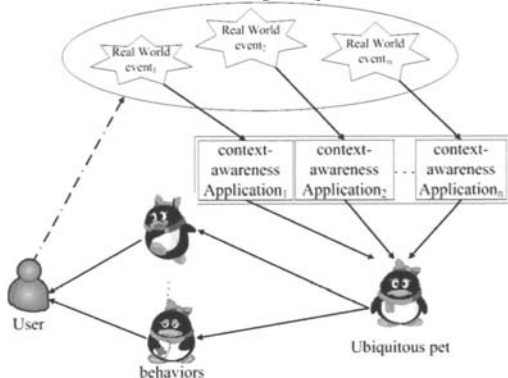 Real World
event1
Real World
event2
Real World
eventn
context-
awareness
Application1
context-
awareness
Application2
. . .
context-
awareness
Applicationn
User
behaviors
Ubiquitous pet